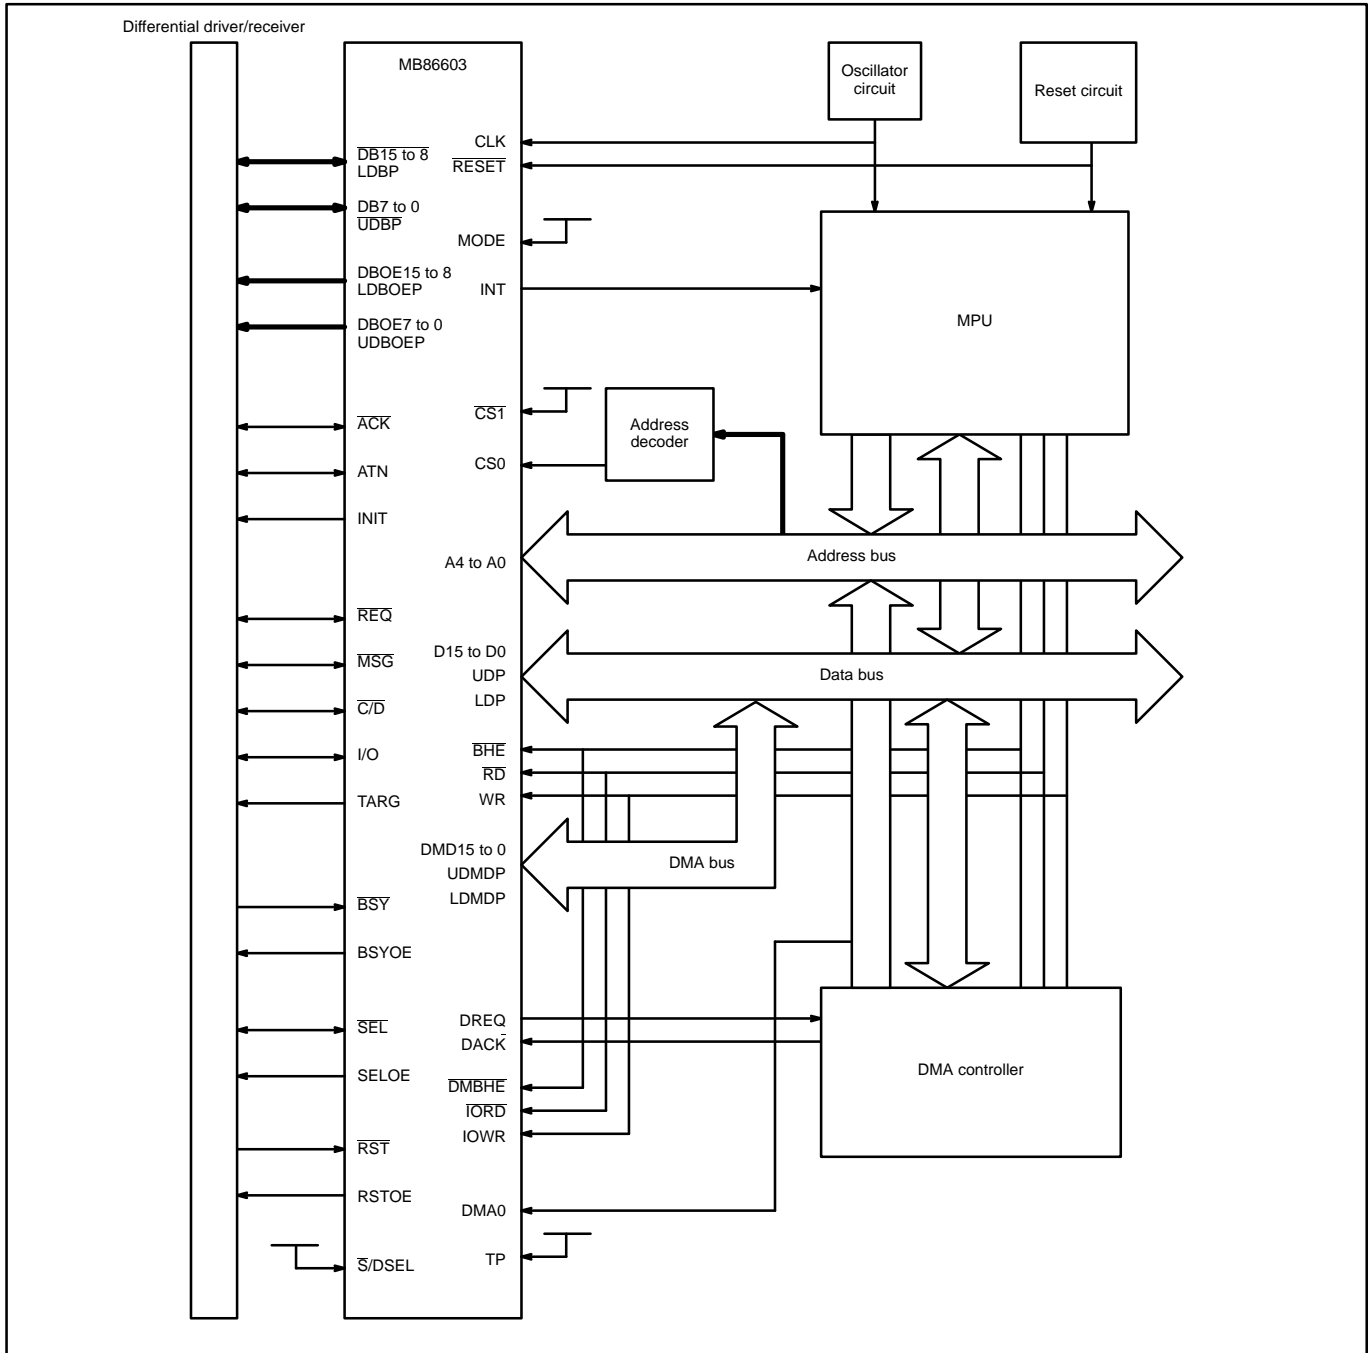 Differential driver/receiver
MB86603
Oscillator
circuit
Reset circuit
CLK
RESET
DB15 to 8
LDBP
DB7 to 0
UDBP
MODE
DBOE15 to 8
LDBOEP
INT
DBOE7 to 0
UDBOEP
MPU
CS1
Address
decoder
ACK
CS0
ATN
INIT
A4 to A0
Address bus
REQ
D15 to D0
MSG
UDP
Data bus
LDP
C/D
I/O
BHE
RD
WR
TARG
DMD15 to 0
UDMDP
LDMDP
DMA bus
BSY
BSYOE
DREQ
SEL
DACK
DMA controller
SELOE
DMBHE
IORD
IOWR
RST
RSTOE
DMA0
TP
S/DSEL